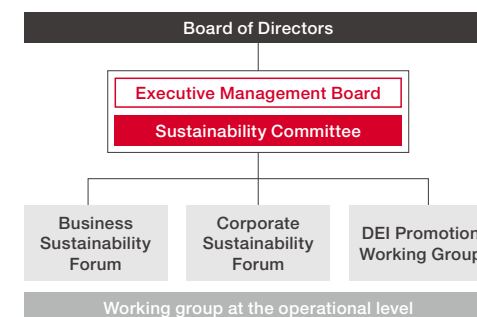 Board of Directors
Executive Management Board
Sustainability Committee
Business
Sustainability
Forum
Corporate
Sustainability
Forum
DEI Promotion
Working Group
Working group at the operational level